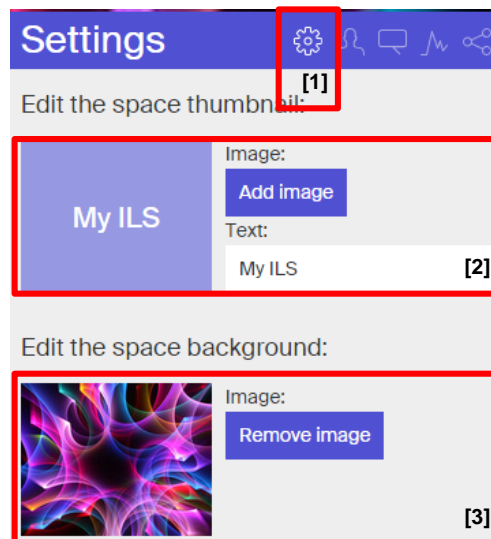 Settings
[1]
Edit the space thumbnail:
My ILS
Image:
Add image
Text:
My ILS
[2]
Edit the space background:
Image:
Remove image
[3]